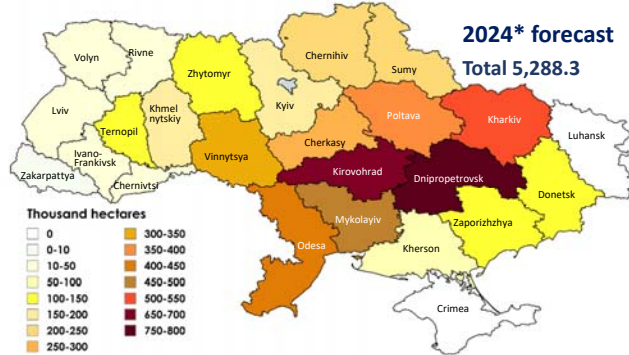 2024* forecast
Total 5,288.3
Volyn
Rivne
Zhytomyr
Chernihiv
Sumy
Kyiv
Lviv
Ternopil
Khmel
nytskiy
Poltava
Kharkiv
Luhansk
Cherkasy
Ivano-
Frankivsk
Vinnytsya
Zakarpattya
Chernivtsi
Kirovohrad
Dnipropetrovsk
Donetsk
Mykolayiv
Zaporizhzhya
Odesa
Kherson
Crimea
Thousand hectares
0
0-10
10-50
50-100
100-150
150-200
200-250
250-300
300-350
350-400
400-450
450-500
500-550
650-700
750-800